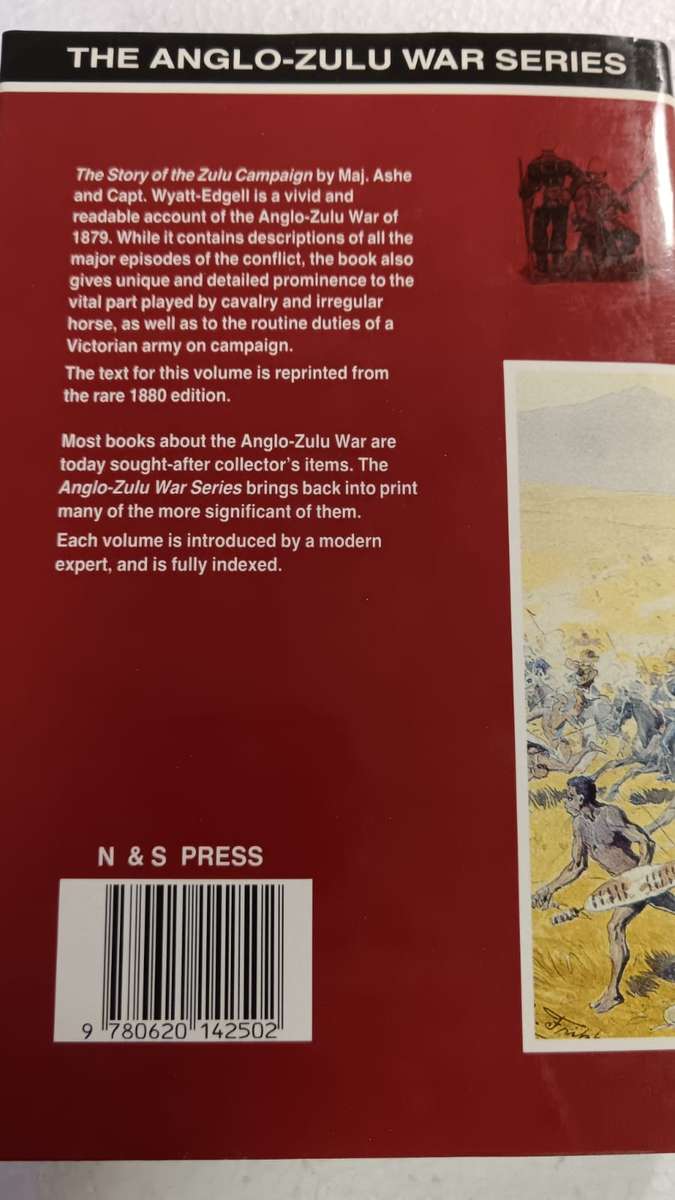 THE ANGLO-ZULU WAR SERIES
The Story of the Zulu Campaign by Maj. Ashe
and Capt. Wyatt-Edgell is a vivid and
readable account of the Anglo-Zulu War of
1879. While it contains descriptions of all the
major episodes of the conflict, the book also
gives unique and detailed prominence to the
vital part played by cavalry and irregular
horse, as well as to the routine duties of a
Victorian army on campaign.
The text for this volume is reprinted from
the rare 1880 edition.
Most books about the Anglo-Zulu War are
today sought-after collector's items. The
Anglo-Zulu War Series brings back into print
many of the more significant of them.
Each volume is introduced by a modern
expert, and is fully indexed.
N & S PRESS
9 780620 142502